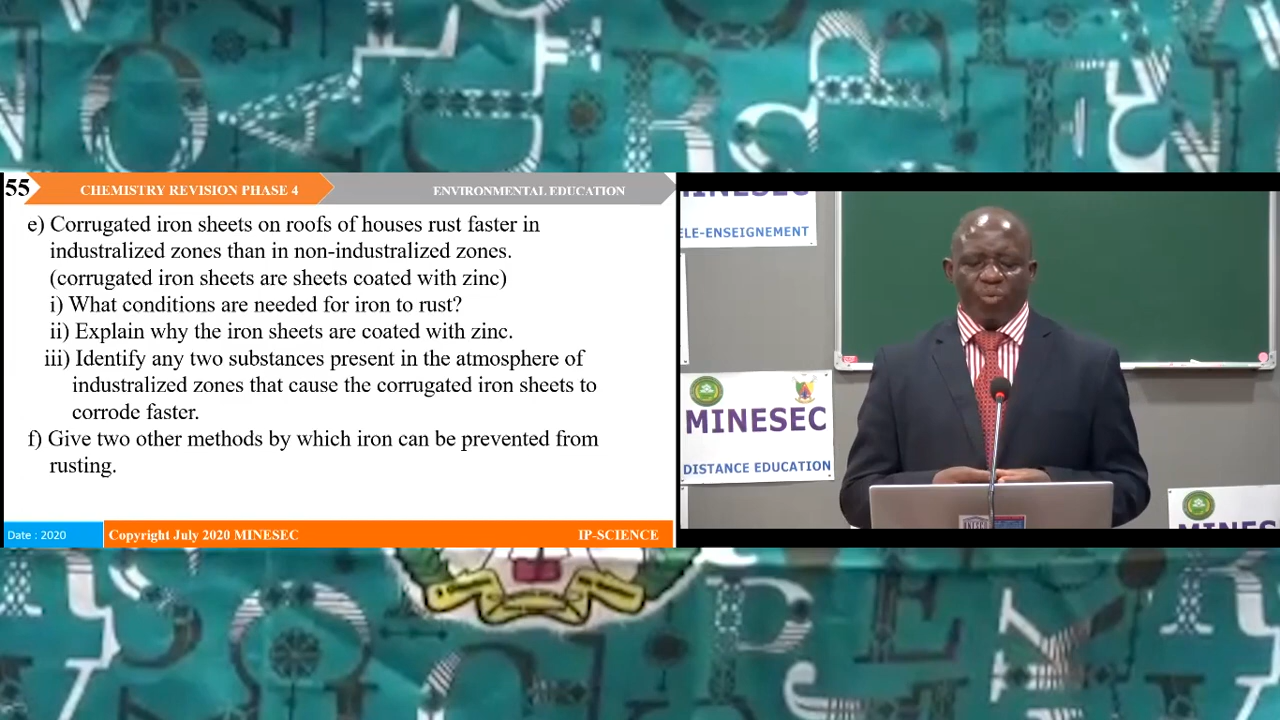 55
CHEMISTRY REVISION PHASE 4
ENVIRONMENTAL EDUCATION
e) Corrugated iron sheets on roofs of houses rust faster in
industralized zones than in non-industralized zones.
(corrugated iron sheets are sheets coated with zinc)
i) What conditions are needed for iron to rust?
ii) Explain why the iron sheets are coated with zinc.
iii) Identify any two substances present in the atmosphere of
industralized zones that cause the corrugated iron sheets to
corrode faster.
f) Give two other methods by which iron can be prevented from
rusting.
Date : 2020
Copyright July 2020 MINESEC
IP-SCIENCE
MINESEC
ELE-ENSEIGNEMENT
MINESEC
DISTANCE EDUCATION
MINES